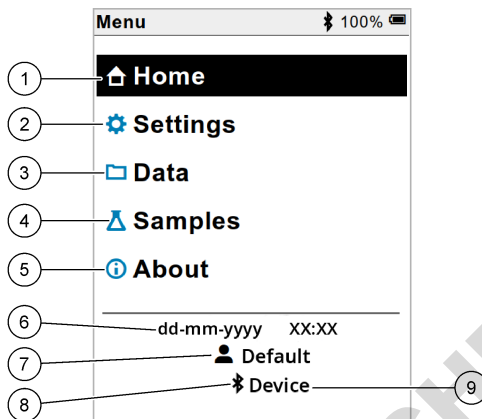 Menu 100%
1 Home
2 Settings
3 Data
4 Samples
5 About
6 dd-mm-yyyy XX:XX
7 Default
8 Device 9